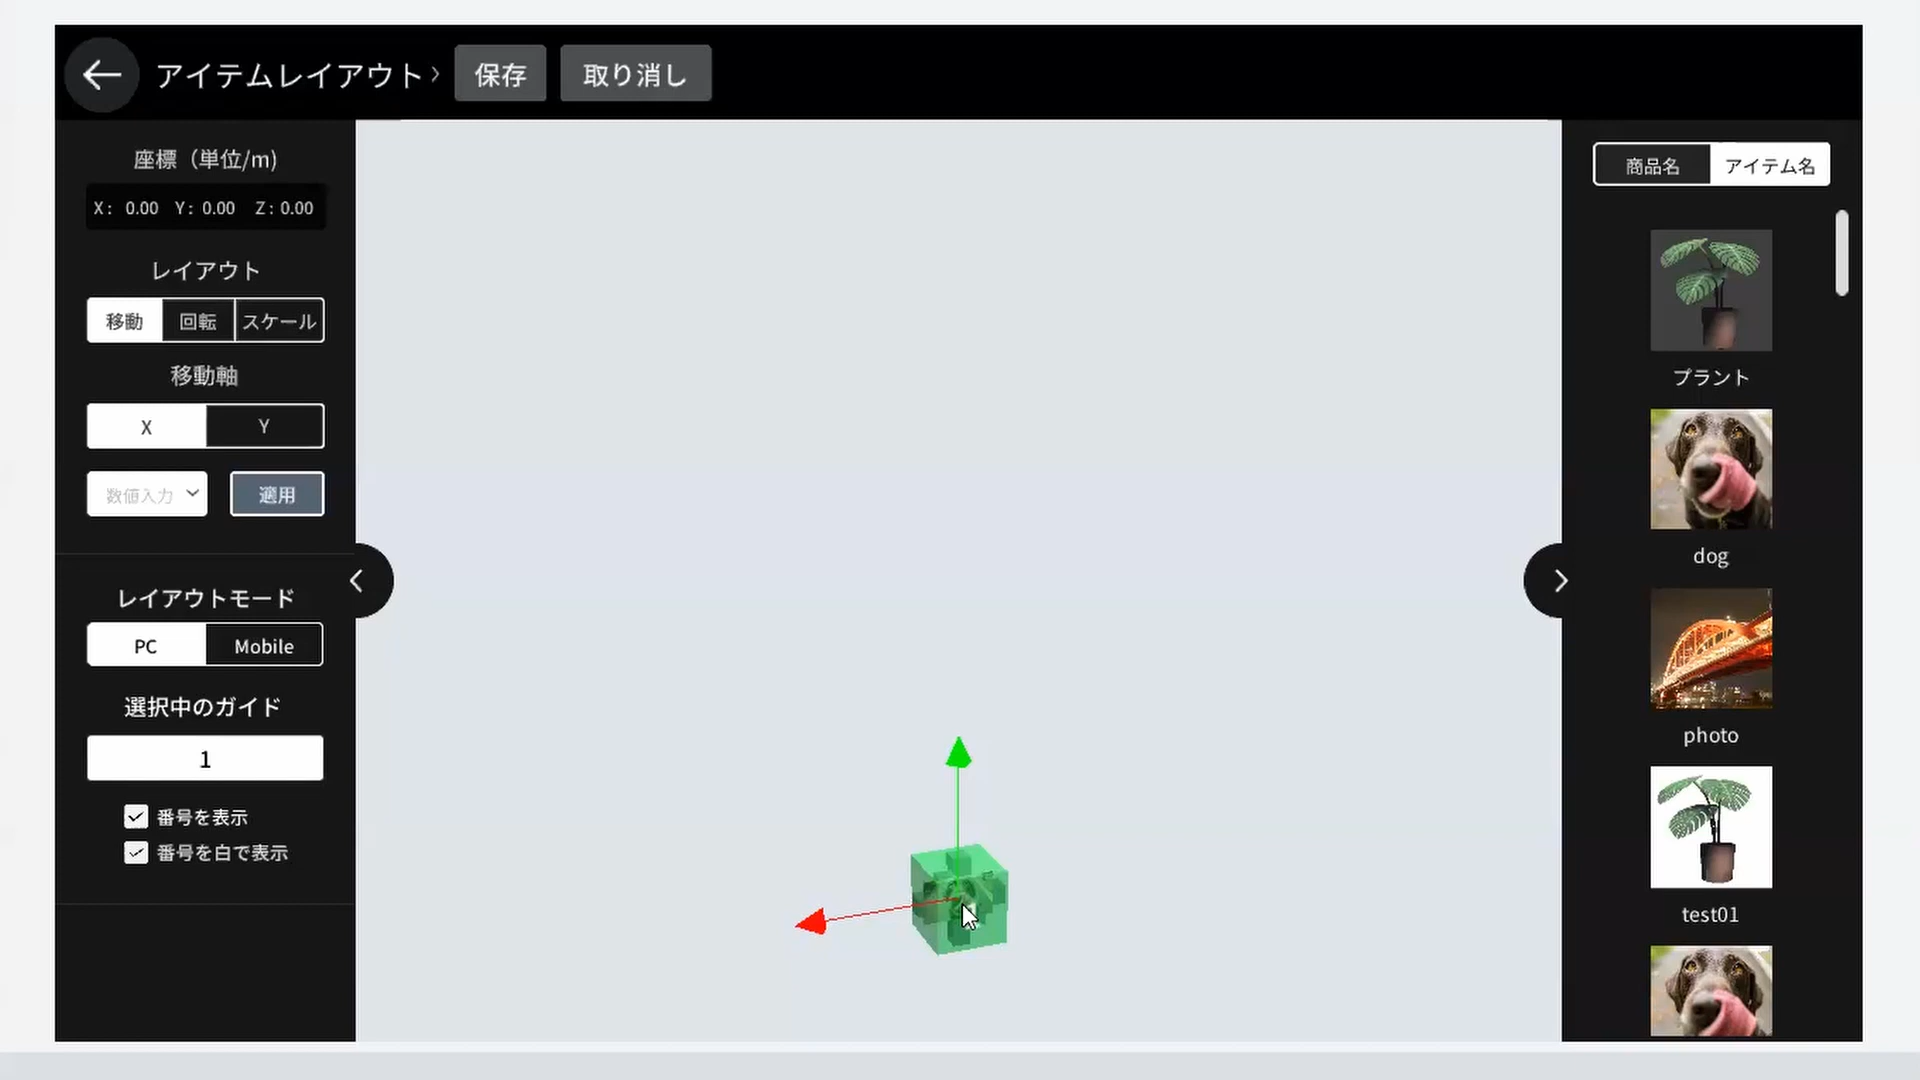 アイテムレイアウト› 保存 取り消し
座標（単位/m)
X: 0.00 Y: 0.00 Z: 0.00
レイアウト
移動 回転 スケール
移動軸
X Y
数値入力 適用
レイアウトモード
PC Mobile
選択中のガイド
1
番号を表示
番号を白で表示
商品名 アイテム名
プラント
dog
photo
test01